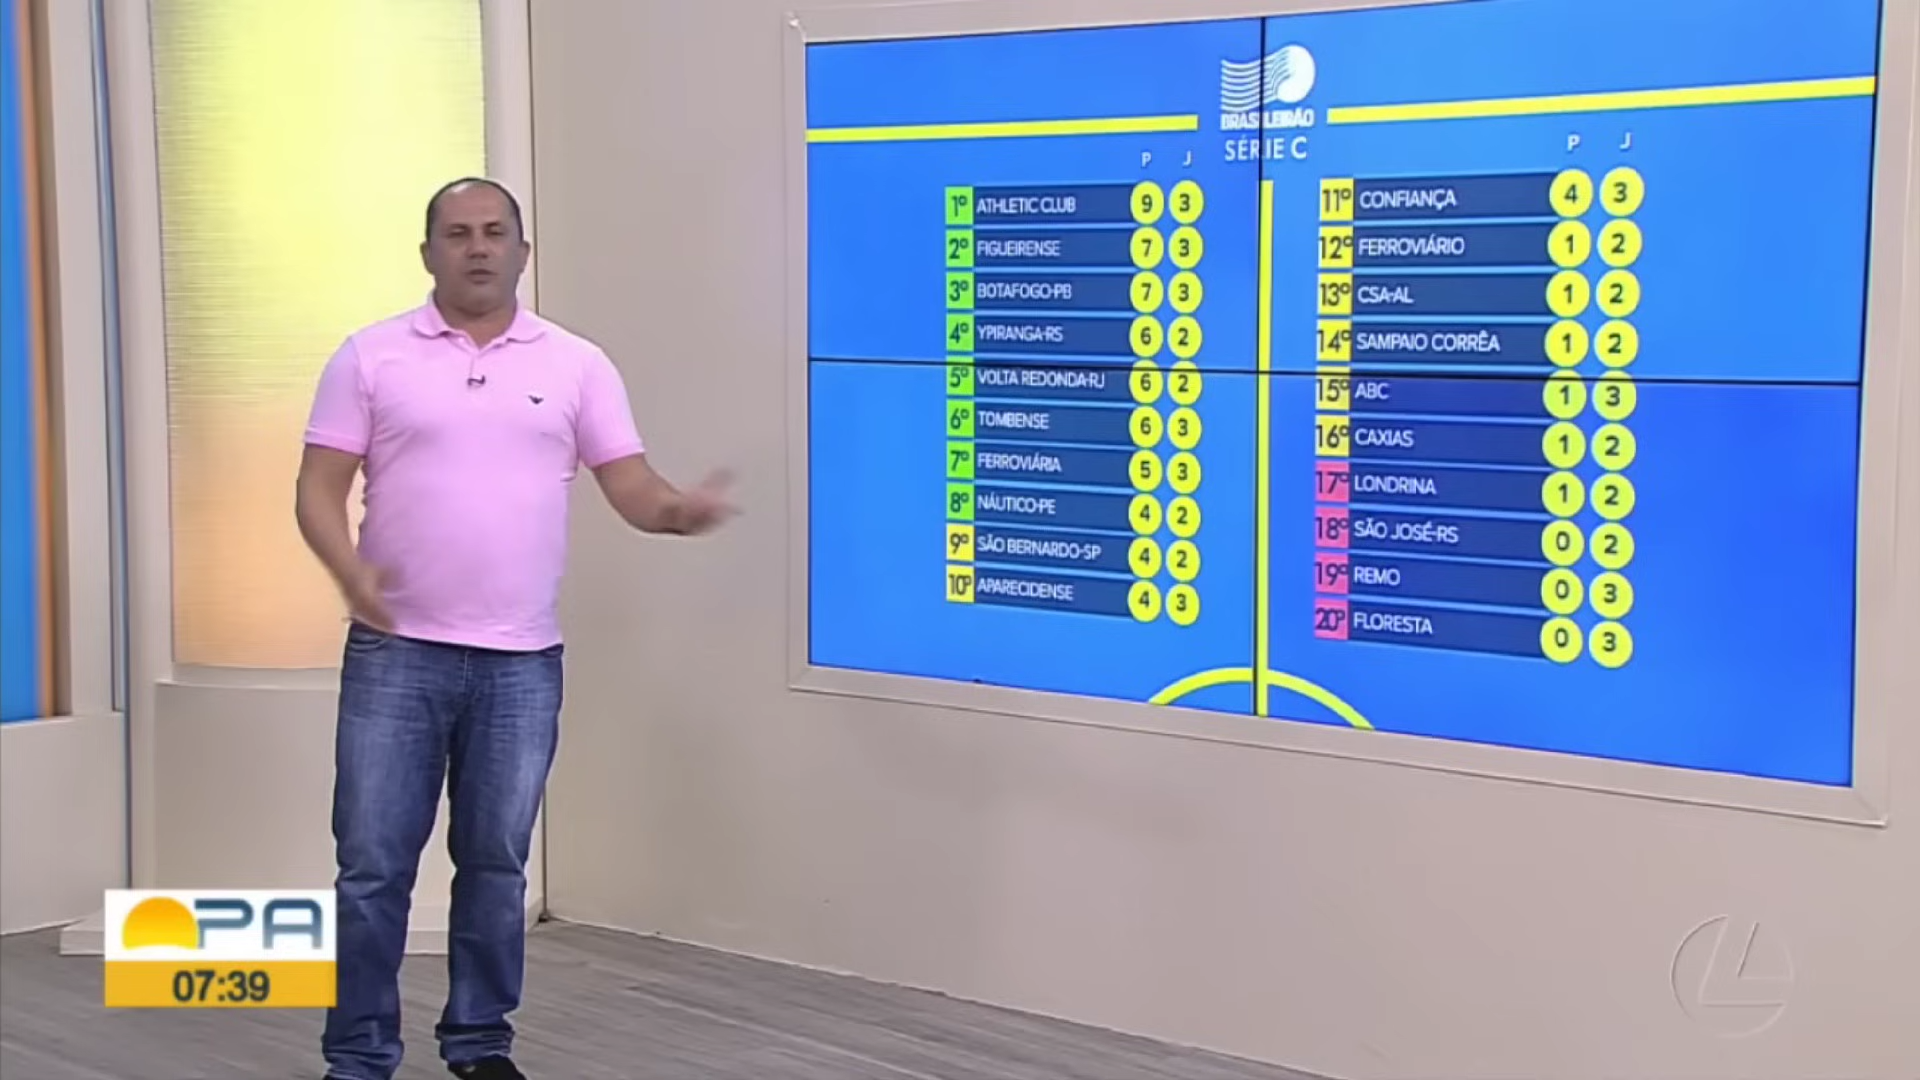 BRASILEIRÃO
SÉRIE C
P J
1º ATHLETIC CLUB 9 3
2º FIGUEIRENSE 7 3
3º BOTAFOGO-PB 7 3
4º YPIRANGA-RS 6 2
5º VOLTA REDONDA-RJ 6 2
6º TOMBENSE 6 3
7º FERROVIÁRIA 5 3
8º NÁUTICO-PE 4 2
9º SÃO BERNARDO-SP 4 2
10º APARECIDENSE 4 3
P J
11º CONFIANÇA 4 3
12º FERROVIÁRIO 1 2
13º CSA-AL 1 2
14º SAMPAIO CORRÊA 1 2
15º ABC 1 3
16º CAXIAS 1 2
17º LONDRINA 1 2
18º SÃO JOSÉ-RS 0 2
19º REMO 0 3
20º FLORESTA 0 3
PA
07:39